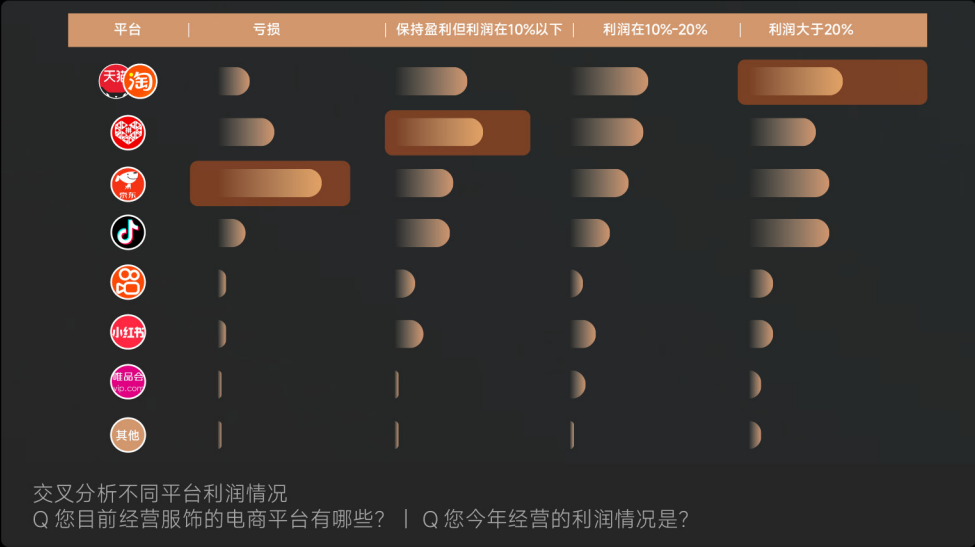 平台 | 亏损 | 保持盈利但利润在10%以下 | 利润在10%-20% | 利润大于20%
天猫 淘
拼
京东
小红书
唯品会
vip.com
其他
交叉分析不同平台利润情况
Q 您目前经营服饰的电商平台有哪些? | Q 您今年经营的利润情况是?